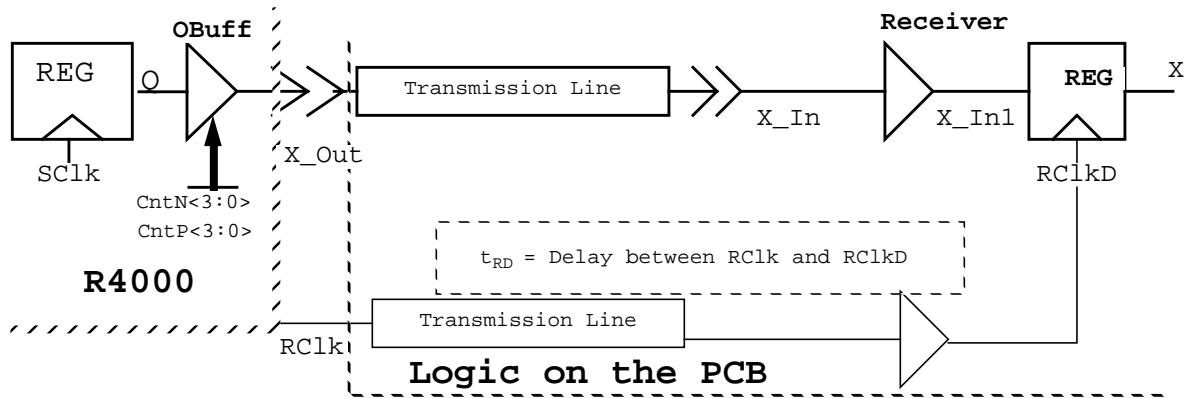 OBuff
Receiver
REG
Q
Transmission Line
X_In
X_In1
REG
X
SClk
X_Out
RClkD
CntN<3:0>
CntP<3:0>
tRD = Delay between RClk and RClkD
R4000
Transmission Line
RClk
Logic on the PCB